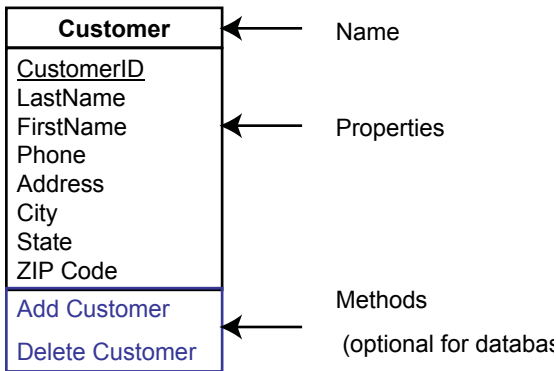 Customer
Name
CustomerID
LastName
FirstName
Properties
Phone
Address
City
State
ZIP Code
Add Customer
Methods
Delete Customer
(optional for databas